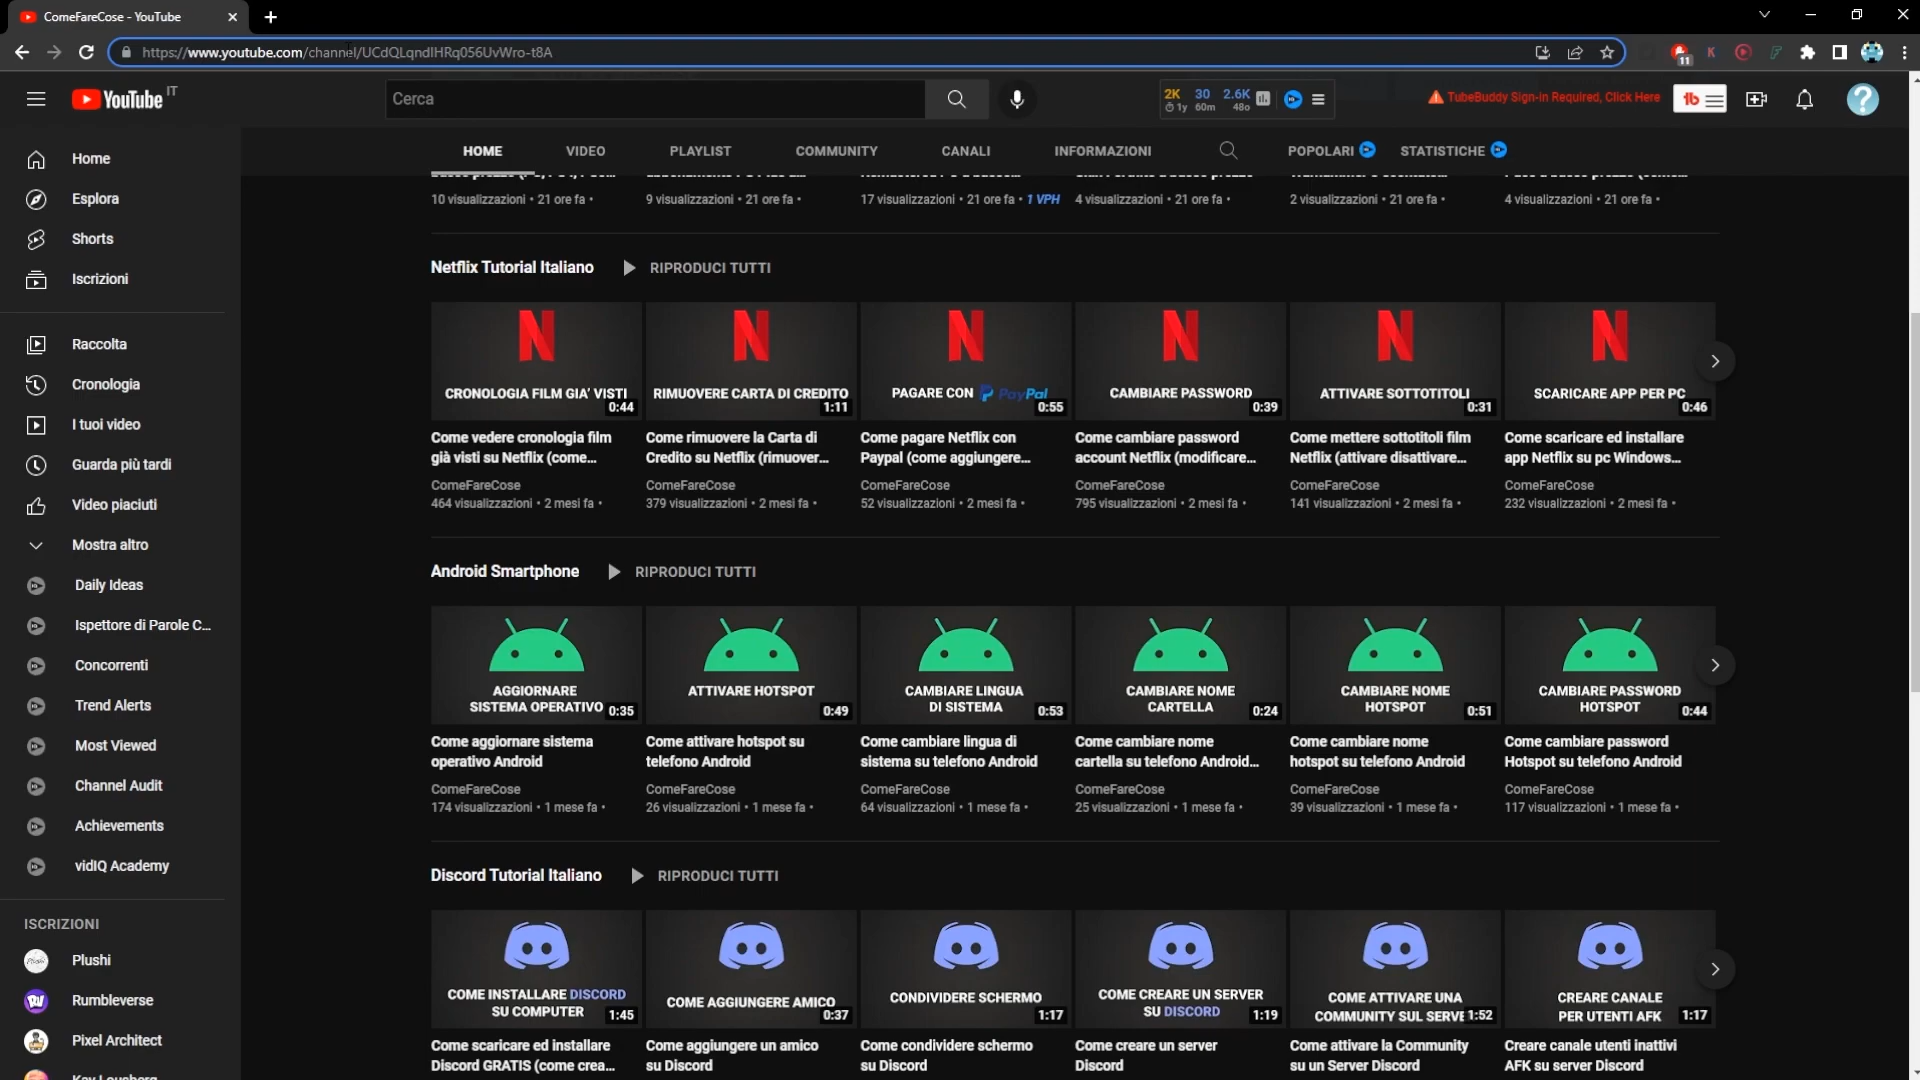 ComeFareCose - YouTube
https://www.youtube.com/channel/UCdQLqndlHRq056UvWro-t8A
11
YouTube IT
Cerca
2K 30 2.6K
1y 60m 48o
TubeBuddy Sign-in Required, Click Here
tb
HOME VIDEO PLAYLIST COMMUNITY CANALI INFORMAZIONI POPOLARI STATISTICHE
Home
Esplora
Shorts
Iscrizioni
Raccolta
Cronologia
I tuoi video
Guarda più tardi
Video piaciuti
Mostra altro
Daily Ideas
Ispettore di Parole C...
Concorrenti
Trend Alerts
Most Viewed
Channel Audit
Achievements
vidIQ Academy
ISCRIZIONI
Plushi
Rumbleverse
Pixel Architect
10 visualizzazioni • 21 ore fa •
9 visualizzazioni • 21 ore fa •
17 visualizzazioni • 21 ore fa • 1 VPH
4 visualizzazioni • 21 ore fa •
2 visualizzazioni • 21 ore fa •
4 visualizzazioni • 21 ore fa •
Netflix Tutorial Italiano RIPRODUCI TUTTI
CRONOLOGIA FILM GIA' VISTI
0:44
Come vedere cronologia film
già visti su Netflix (come...
ComeFareCose
464 visualizzazioni • 2 mesi fa •
RIMUOVERE CARTA DI CREDITO
1:11
Come rimuovere la Carta di
Credito su Netflix (rimuover...
ComeFareCose
379 visualizzazioni • 2 mesi fa •
PAGARE CON PayPal
0:55
Come pagare Netflix con
Paypal (come aggiungere...
ComeFareCose
52 visualizzazioni • 2 mesi fa •
CAMBIARE PASSWORD
0:39
Come cambiare password
account Netflix (modificare...
ComeFareCose
795 visualizzazioni • 2 mesi fa •
ATTIVARE SOTTOTITOLI
0:31
Come mettere sottotitoli film
Netflix (attivare disattivare...
ComeFareCose
141 visualizzazioni • 2 mesi fa •
SCARICARE APP PER PC
0:46
Come scaricare ed installare
app Netflix su pc Windows...
ComeFareCose
232 visualizzazioni • 2 mesi fa •
Android Smartphone RIPRODUCI TUTTI
AGGIORNARE
SISTEMA OPERATIVO
0:35
Come aggiornare sistema
operativo Android
ComeFareCose
174 visualizzazioni • 1 mese fa •
ATTIVARE HOTSPOT
0:49
Come attivare hotspot su
telefono Android
ComeFareCose
26 visualizzazioni • 1 mese fa •
CAMBIARE LINGUA
DI SISTEMA
0:53
Come cambiare lingua di
sistema su telefono Android
ComeFareCose
64 visualizzazioni • 1 mese fa •
CAMBIARE NOME
CARTELLA
0:24
Come cambiare nome
cartella su telefono Android...
ComeFareCose
25 visualizzazioni • 1 mese fa •
CAMBIARE NOME
HOTSPOT
0:51
Come cambiare nome
hotspot su telefono Android
ComeFareCose
39 visualizzazioni • 1 mese fa •
CAMBIARE PASSWORD
HOTSPOT
0:44
Come cambiare password
Hotspot su telefono Android
ComeFareCose
117 visualizzazioni • 1 mese fa •
Discord Tutorial Italiano RIPRODUCI TUTTI
COME INSTALLARE DISCORD
SU COMPUTER
1:45
Come scaricare ed installare
Discord GRATIS (come crea...
COME AGGIUNGERE AMICO
0:37
Come aggiungere un amico
su Discord
CONDIVIDERE SCHERMO
1:17
Come condividere schermo
su Discord
COME CREARE UN SERVER
SU DISCORD
1:19
Come creare un server
Discord
COME ATTIVARE UNA
COMMUNITY SUL SERVE
1:52
Come attivare la Community
su un Server Discord
CREARE CANALE
PER UTENTI AFK
1:17
Creare canale utenti inattivi
AFK su server Discord